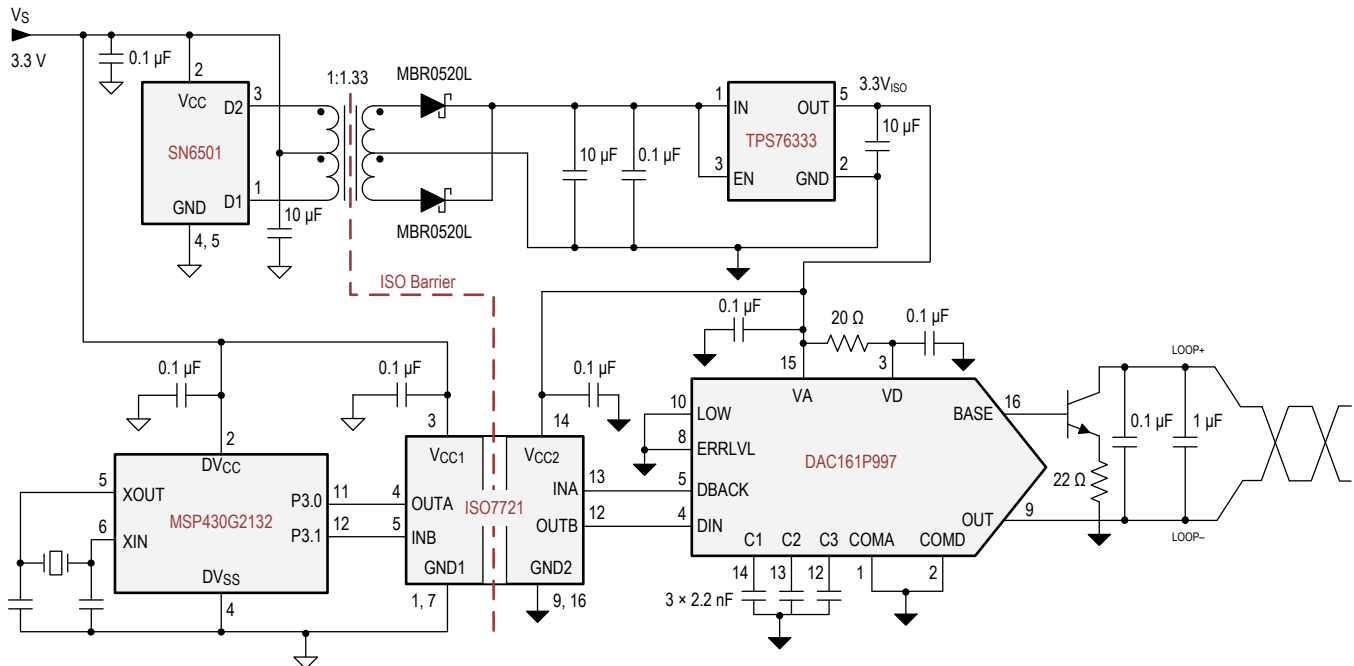 VS
3.3 V
0.1 µF
2
VCC
D2
3
SN6501
D1
1
GND
4, 5
10 µF
1:1.33
MBR0520L
MBR0520L
10 µF
0.1 µF
1
IN
OUT
5
3.3VISO
TPS76333
10 µF
3
EN
GND
2
ISO Barrier
0.1 µF
20 Ω
0.1 µF
15
3
0.1 µF
0.1 µF
0.1 µF
2
3
14
DVCC
5
XOUT
MSP430G2132
6
XIN
P3.0
11
P3.1
12
DVSS
4
VCC1
VCC2
4
OUTA
ISO7721
INA
13
5
INB
OUTB
12
GND1
GND2
1, 7
9, 16
VA
VD
10
LOW
BASE
16
8
ERRLVL
DAC161P997
5
DBACK
4
DIN
OUT
9
C1
C2
C3
COMA
COMD
14
13
12
1
2
3 × 2.2 nF
22 Ω
0.1 µF
1 µF
LOOP+
LOOP–